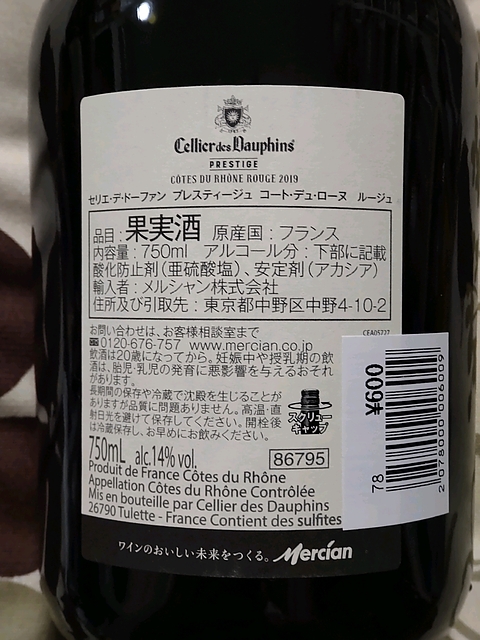 Cellier des Dauphins
PRESTIGE
CÔTES DU RHÔNE ROUGE 2019
セリエ・デ・ドーファン プレスティージュ コート・デュ・ローヌ ルージュ
品目：果実酒 原産国：フランス
内容量：750ml アルコール分：下部に記載
酸化防止剤（亜硫酸塩）、安定剤（アカシア）
輸入者：メルシャン株式会社
住所及び引取先：東京都中野区中野4-10-2
お問い合わせは、お客様相談室まで
☎0120-676-757 www.mercian.co.jp
飲酒は20歳になってから。妊娠中や授乳期の飲
酒は、胎児・乳児の発育に悪影響を与えるおそれ
があります。
長期間の保存や冷蔵で沈殿を生じることが
ありますが品質に問題ありません。高温・直
射日光を避けて保存してください。開栓後
は冷蔵保存し、お早めにお飲みください。
CEA05727
スクリュー
キャップ
750mL alc.14% vol.
86795
Produit de France Côtes du Rhône
Appellation Côtes du Rhône Contrôlée
Mis en bouteille par Cellier des Dauphins
26790 Tulette - France Contient des sulfites
ワインのおいしい未来をつくる。 Mercian
600米
78
2078000006009